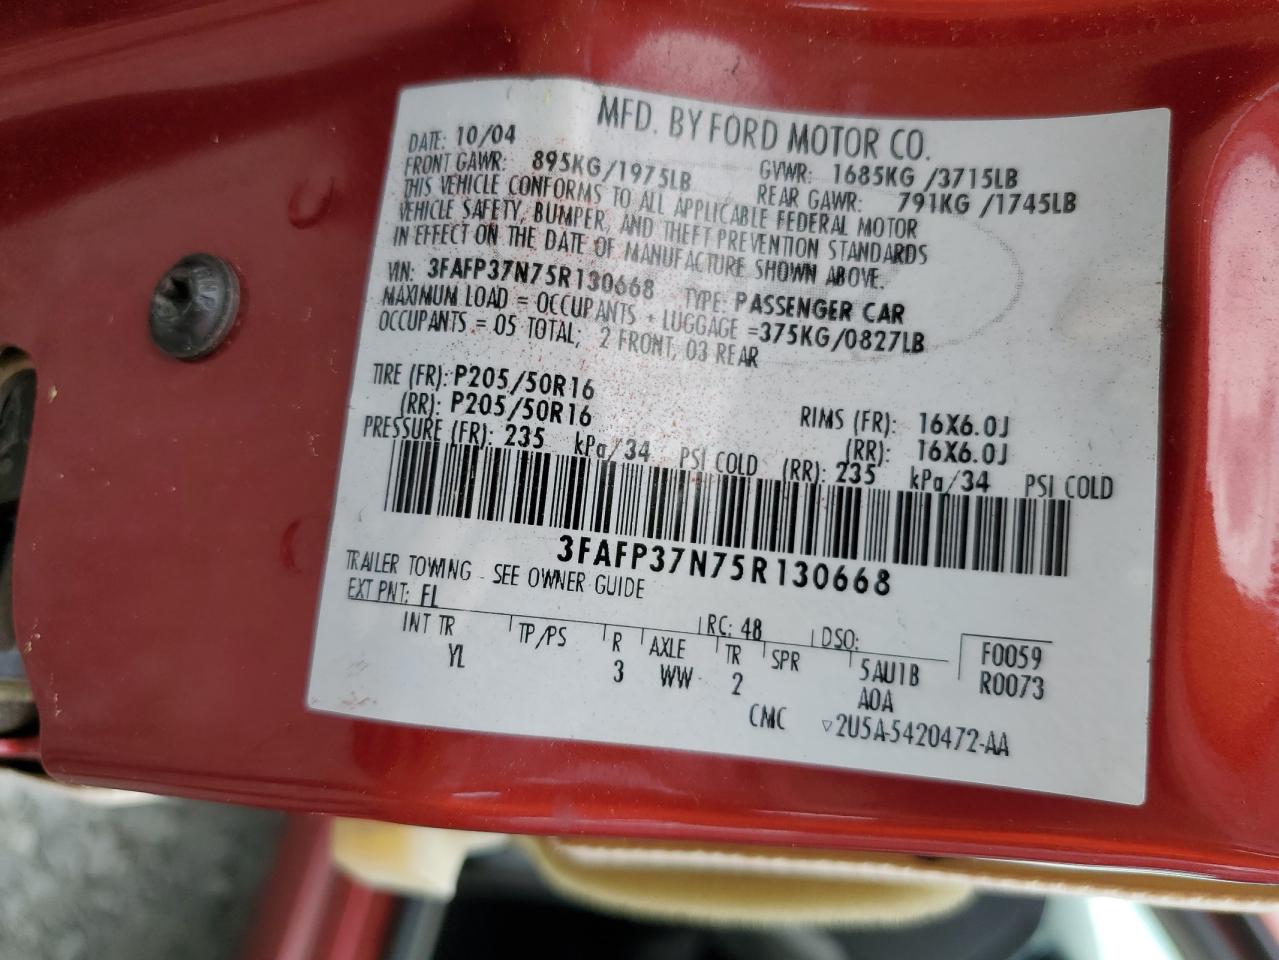 MFD. BY FORD MOTOR CO.
DATE: 10/04
FRONT GAWR: 895KG/1975LB GVWR: 1685KG/3715LB
REAR GAWR: 791KG/1745LB
THIS VEHICLE CONFORMS TO ALL APPLICABLE FEDERAL MOTOR
VEHICLE SAFETY, BUMPER, AND THEFT PREVENTION STANDARDS
IN EFFECT ON THE DATE OF MANUFACTURE SHOWN ABOVE.
VIN: 3FAFP37N75R130668 TYPE: PASSENGER CAR
MAXIMUM LOAD = OCCUPANTS + LUGGAGE =375KG/0827LB
OCCUPANTS = 05 TOTAL; 2 FRONT, 03 REAR
TIRE (FR): P205/50R16 RIMS (FR): 16X6.0J
(RR): P205/50R16 (RR): 16X6.0J
PRESSURE (FR): 235 kPa/34 PSI COLD (RR): 235 kPa/34 PSI COLD
3FAFP37N75R130668
TRAILER TOWING - SEE OWNER GUIDE
EXT PNT: FL RC: 48 DSO: F0059
INT TR TP/PS R AXLE TR SPR 5AU1B R0073
YL 3 WW 2 AOA
CMC ▽2U5A-5420472-AA